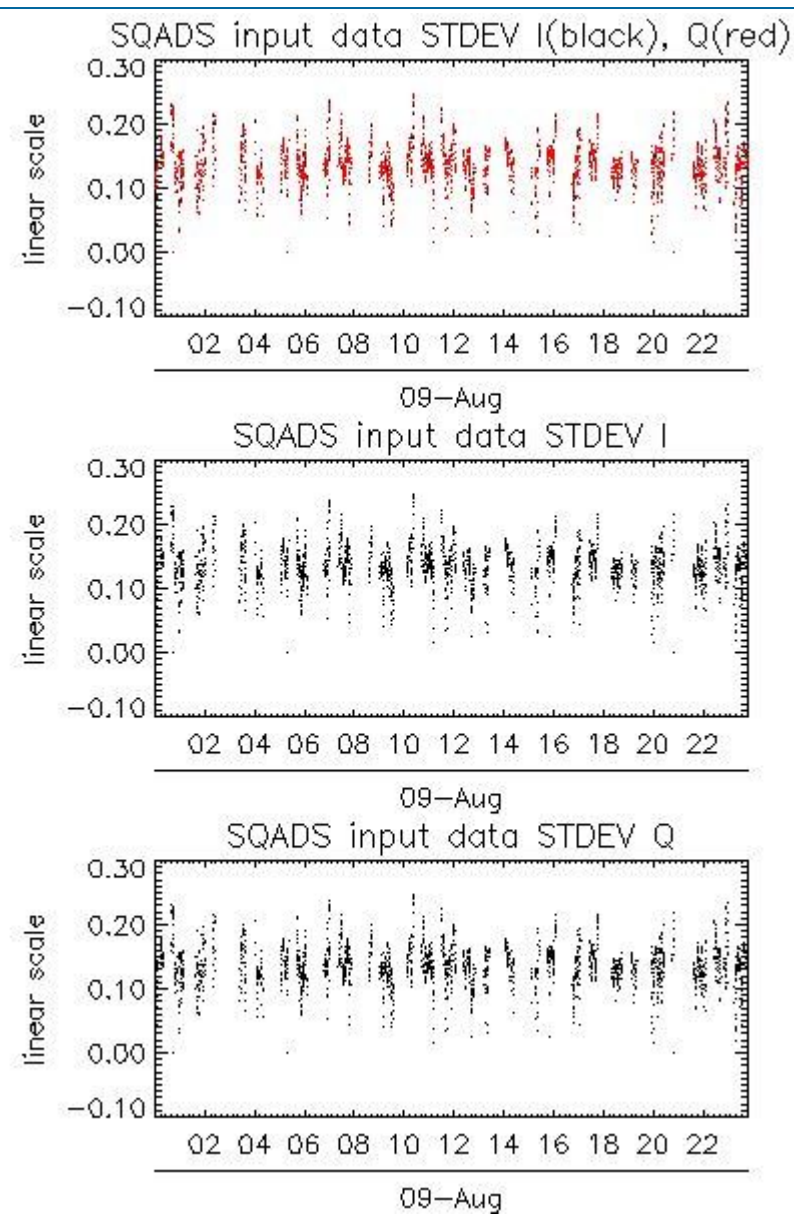 SQADS input data STDEV I(black), Q(red)
0.30
0.20
0.10
0.00
-0.10
linear scale
02 04 06 08 10 12 14 16 18 20 22
09-Aug
SQADS input data STDEV I
0.30
0.20
0.10
0.00
-0.10
linear scale
02 04 06 08 10 12 14 16 18 20 22
09-Aug
SQADS input data STDEV Q
0.30
0.20
0.10
0.00
-0.10
linear scale
02 04 06 08 10 12 14 16 18 20 22
09-Aug